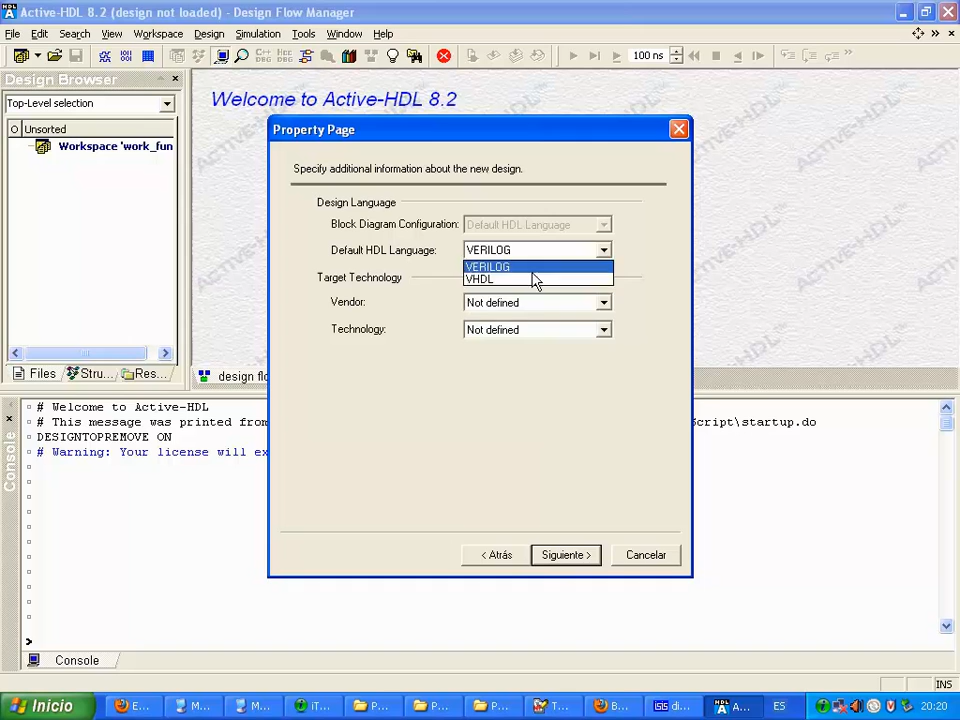 Active-HDL 8.2 (design not loaded) - Design Flow Manager
File Edit Search View Workspace Design Simulation Tools Window Help
100 ns
Design Browser
Top-Level selection
Unsorted
Workspace 'work_fun
Files Stru... Res...
Welcome to Active-HDL 8.2
design flo
Property Page
Specify additional information about the new design.
Design Language
Block Diagram Configuration: Default HDL Language
Default HDL Language: VERILOG
VERILOG
VHDL
Target Technology
Vendor: Not defined
Technology: Not defined
< Atrás Siguiente > Cancelar
# Welcome to Active-HDL
# This message was printed from
Script\startup.do
DESIGNTOPREMOVE ON
# Warning: Your license will ex
>
Console
Console
INS
Inicio E... M... M... iT... P... P... P... T... B... di... A... ES 20:20